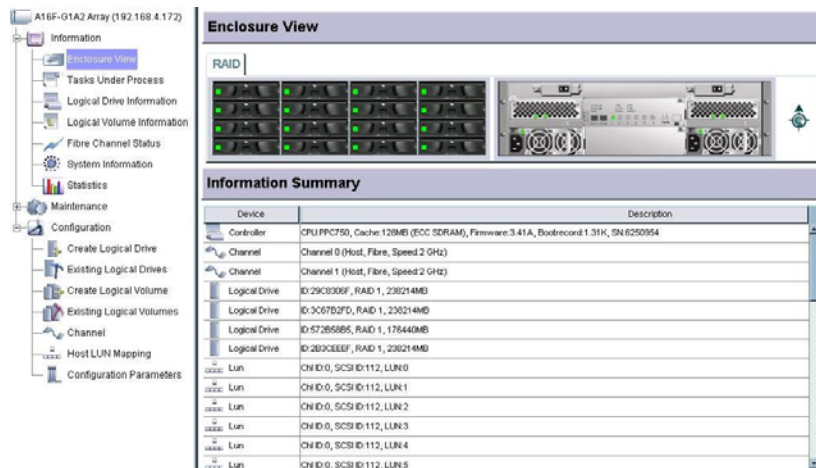 A16F-G1A2 Array (192.168.4.172)
Information
Enclosure View
Tasks Under Process
Logical Drive Information
Logical Volume Information
Fibre Channel Status
System Information
Statistics
Maintenance
Configuration
Create Logical Drive
Existing Logical Drives
Create Logical Volume
Existing Logical Volumes
Channel
Host LUN Mapping
Configuration Parameters
Enclosure View
RAID
Information Summary
Device Description
Controller CPU:PPC750, Cache:128MB (ECC SDRAM), Firmware:3.41A, Bootrecord:1.31K, SN:6250954
Channel Channel 0 (Host, Fibre, Speed:2 GHz)
Channel Channel 1 (Host, Fibre, Speed:2 GHz)
Logical Drive ID:29C8306F, RAID 1, 238214MB
Logical Drive ID:3C67B2FD, RAID 1, 238214MB
Logical Drive ID:572B58B5, RAID 1, 176440MB
Logical Drive ID:2B3CEEEF, RAID 1, 238214MB
Lun Chl ID:0, SCSI ID:112, LUN:0
Lun Chl ID:0, SCSI ID:112, LUN:1
Lun Chl ID:0, SCSI ID:112, LUN:2
Lun Chl ID:0, SCSI ID:112, LUN:3
Lun Chl ID:0, SCSI ID:112, LUN:4
Lun Chl ID:0, SCSI ID:112, LUN:5